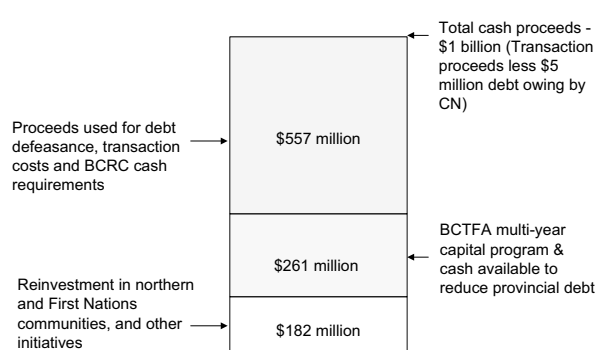 Total cash proceeds -
$1 billion (Transaction
proceeds less $5
million debt owing by
CN)
Proceeds used for debt
defeasance, transaction
costs and BCRC cash
requirements
$557 million
BCTFA multi-year
capital program &
cash available to
reduce provincial debt
$261 million
Reinvestment in northern
and First Nations
communities, and other
initiatives
$182 million